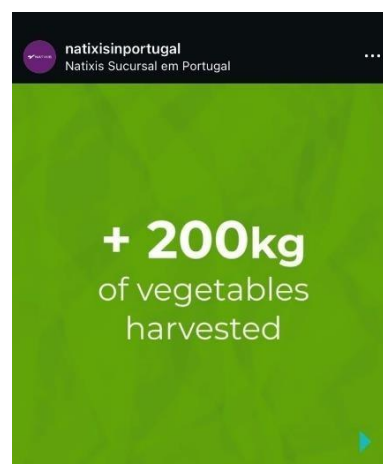 natixisinportugal
Natixis Sucursal em Portugal
+ 200kg
of vegetables
harvested